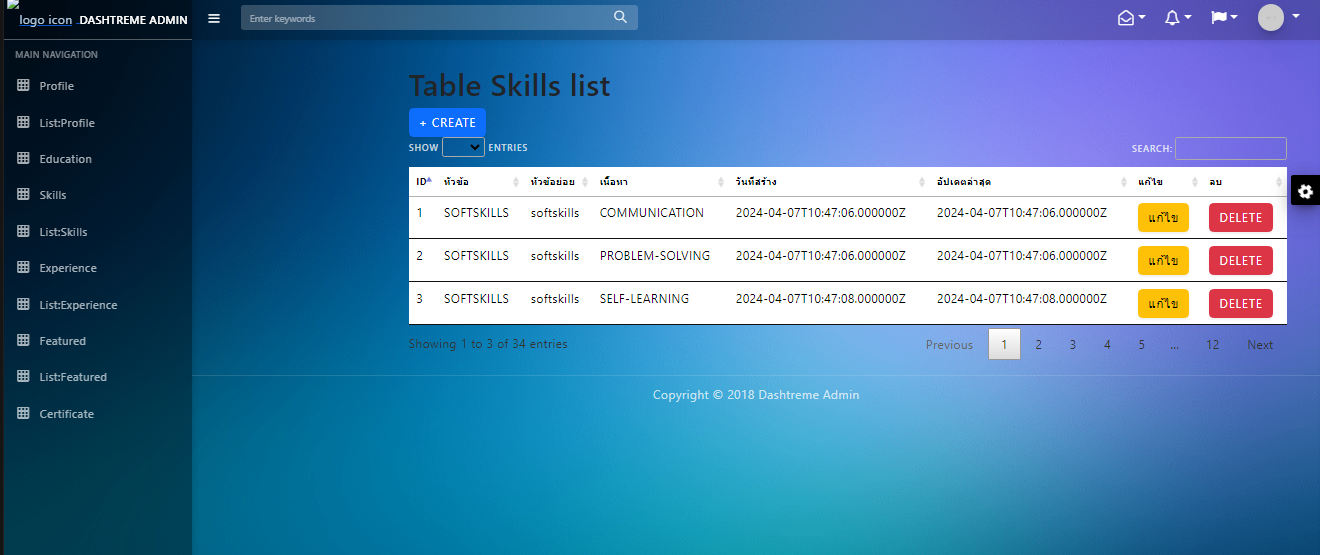 logo icon DASHTREME ADMIN
Enter keywords
MAIN NAVIGATION
Profile
List:Profile
Education
Skills
List:Skills
Experience
List:Experience
Featured
List:Featured
Certificate
Table Skills list
+ CREATE
SHOW ENTRIES
SEARCH:
ID หัวข้อ หัวข้อย่อย เนื้อหา วันที่สร้าง อัปเดตล่าสุด แก้ไข ลบ
1 SOFTSKILLS softskills COMMUNICATION 2024-04-07T10:47:06.000000Z 2024-04-07T10:47:06.000000Z แก้ไข DELETE
2 SOFTSKILLS softskills PROBLEM-SOLVING 2024-04-07T10:47:06.000000Z 2024-04-07T10:47:06.000000Z แก้ไข DELETE
3 SOFTSKILLS softskills SELF-LEARNING 2024-04-07T10:47:08.000000Z 2024-04-07T10:47:08.000000Z แก้ไข DELETE
Showing 1 to 3 of 34 entries
Previous 1 2 3 4 5 ... 12 Next
Copyright © 2018 Dashtreme Admin